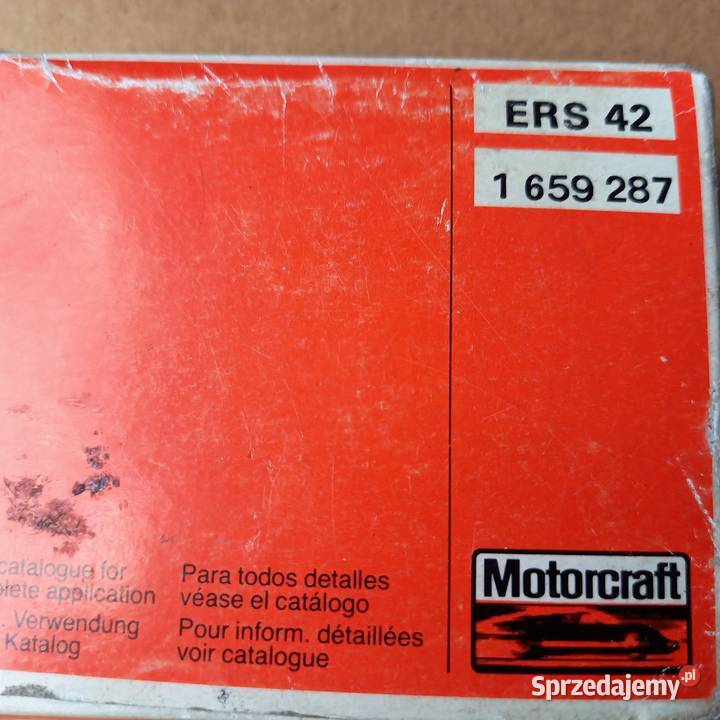 ERS 42
1 659 287
catalogue for
application
Verwendung
Katalog
Para todos detalles
véase el catálogo
Pour inform. détaillées
voir catalogue
Motorcraft
Sprzedajemy.pl